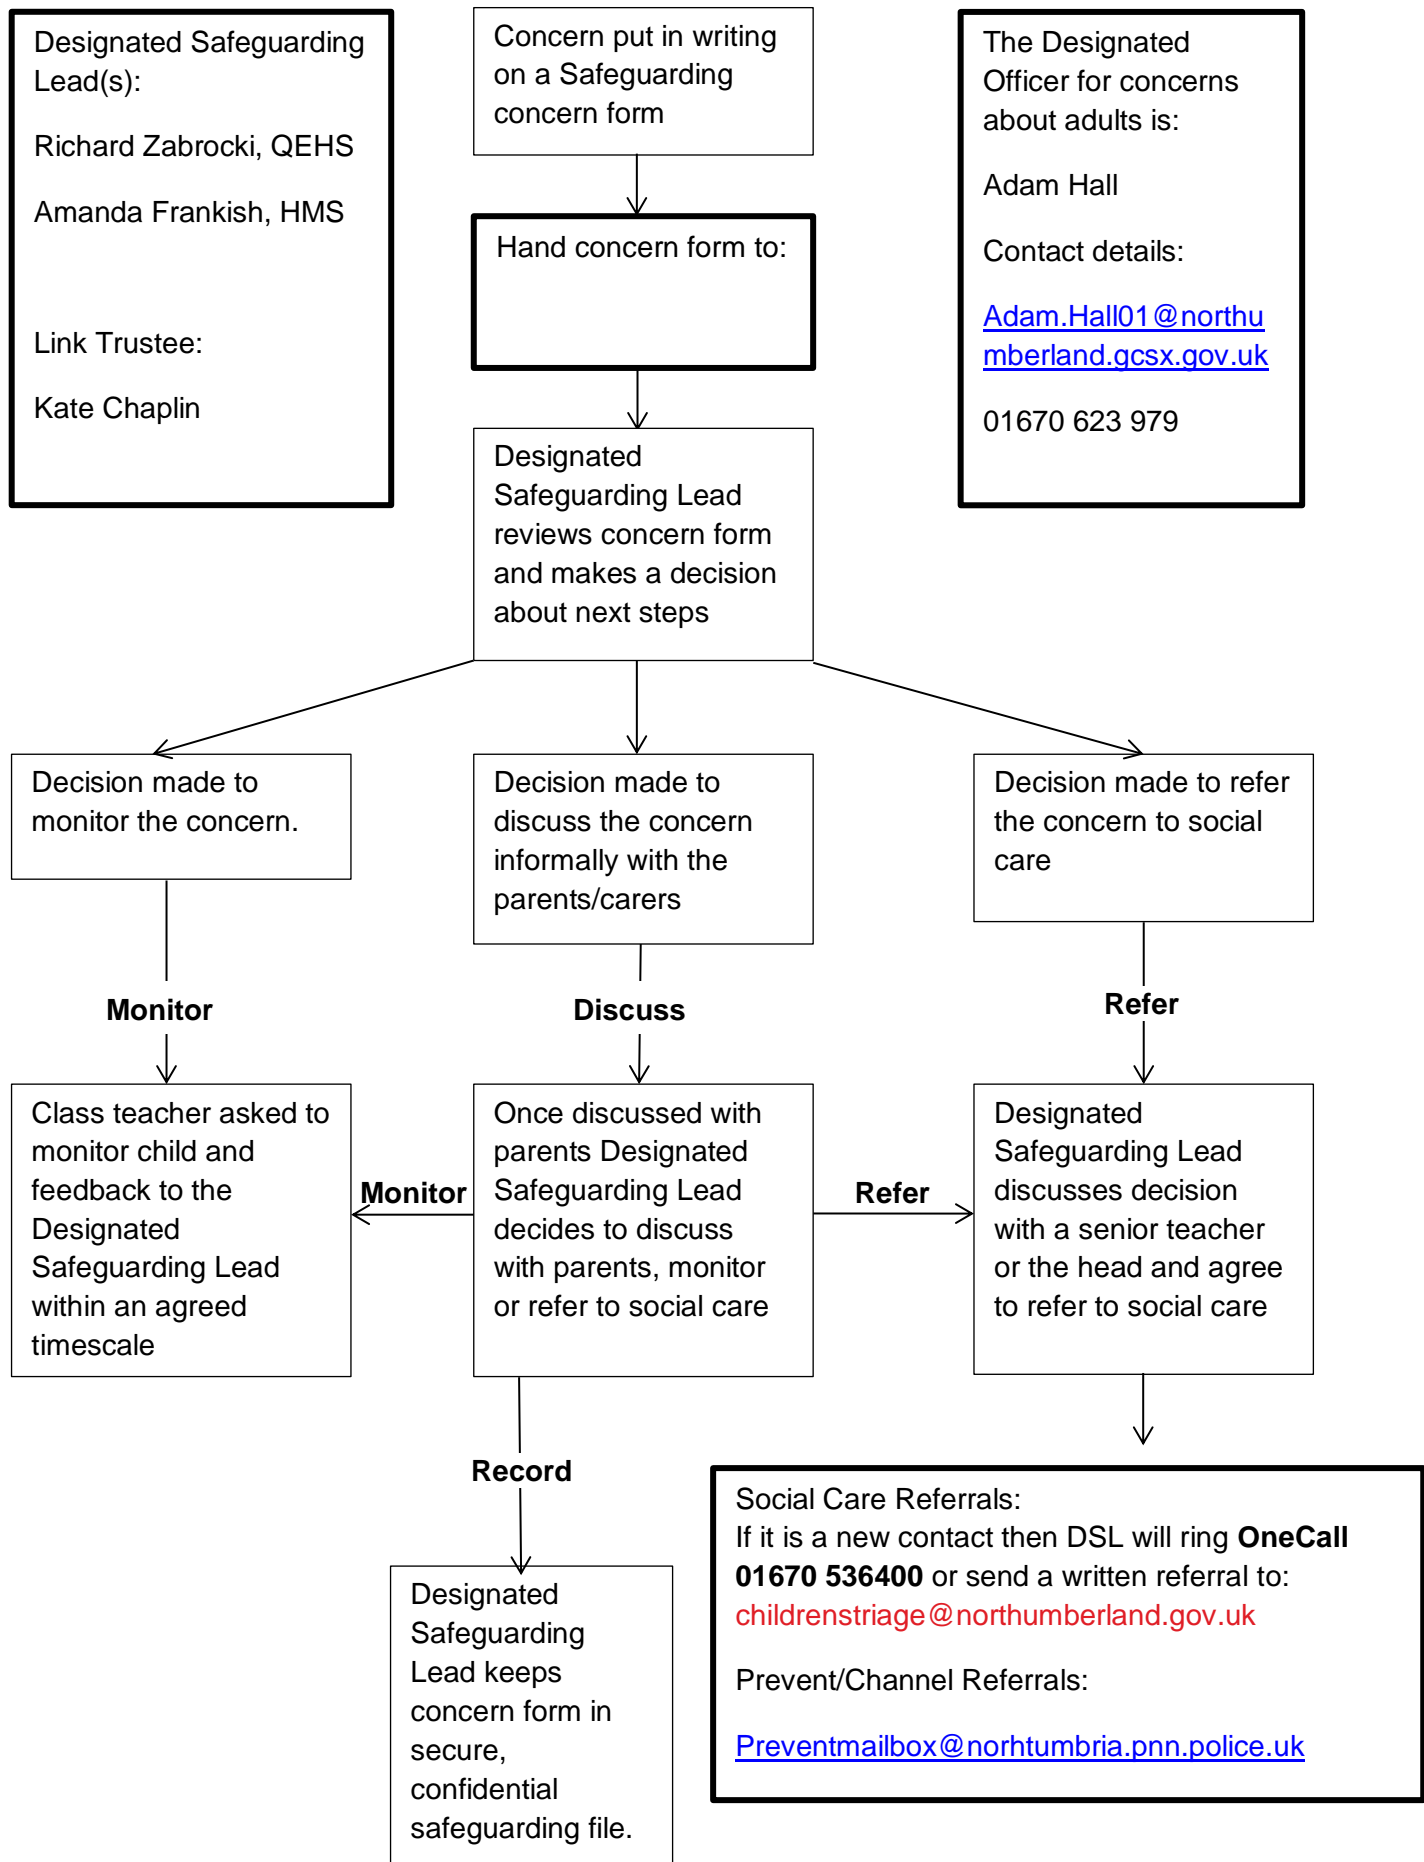 Designated Safeguarding
Lead(s):
Richard Zabrocki, QEHS
Amanda Frankish, HMS
Link Trustee:
Kate Chaplin
Concern put in writing
on a Safeguarding
concern form
The Designated
Officer for concerns
about adults is:
Adam Hall
Contact details:
Adam.Hall01@northu
mberland.gcsx.gov.uk
01670 623 979
Hand concern form to:
Designated
Safeguarding Lead
reviews concern form
and makes a decision
about next steps
Decision made to
monitor the concern.
Decision made to
discuss the concern
informally with the
parents/carers
Decision made to refer
the concern to social
care
Monitor
Discuss
Refer
Class teacher asked to
monitor child and
feedback to the
Designated
Safeguarding Lead
within an agreed
timescale
Monitor
Once discussed with
parents Designated
Safeguarding Lead
decides to discuss
with parents, monitor
or refer to social care
Refer
Designated
Safeguarding Lead
discusses decision
with a senior teacher
or the head and agree
to refer to social care
Record
Designated
Safeguarding
Lead keeps
concern form in
secure,
confidential
safeguarding file.
Social Care Referrals:
If it is a new contact then DSL will ring OneCall
01670 536400 or send a written referral to:
childrenstriage@northumberland.gov.uk
Prevent/Channel Referrals:
Preventmailbox@norhtumbria.pnn.police.uk